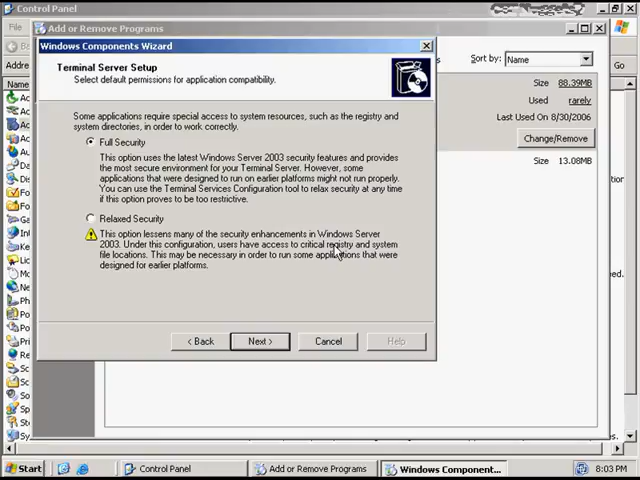 Control Panel
File
Add or Remove Programs
Windows Components Wizard
Terminal Server Setup
Select default permissions for application compatibility.
Sort by: Name
Size 88.39MB
Used rarely
Last Used On 8/30/2006
Change/Remove
Size 13.08MB
Addre
Name
Some applications require special access to system resources, such as the registry and
system directories, in order to work correctly.
Full Security
This option uses the latest Windows Server 2003 security features and provides
the most secure environment for your Terminal Server. However, some
applications that were designed to run on earlier platforms might not run properly.
You can use the Terminal Services Configuration tool to relax security at any time
if this option proves to be too restrictive.
Relaxed Security
This option lessens many of the security enhancements in Windows Server
2003. Under this configuration, users have access to critical registry and system
file locations. This may be necessary in order to run some applications that were
designed for earlier platforms.
< Back
Next >
Cancel
Help
Start
Control Panel
Add or Remove Programs
Windows Component...
8:03 PM